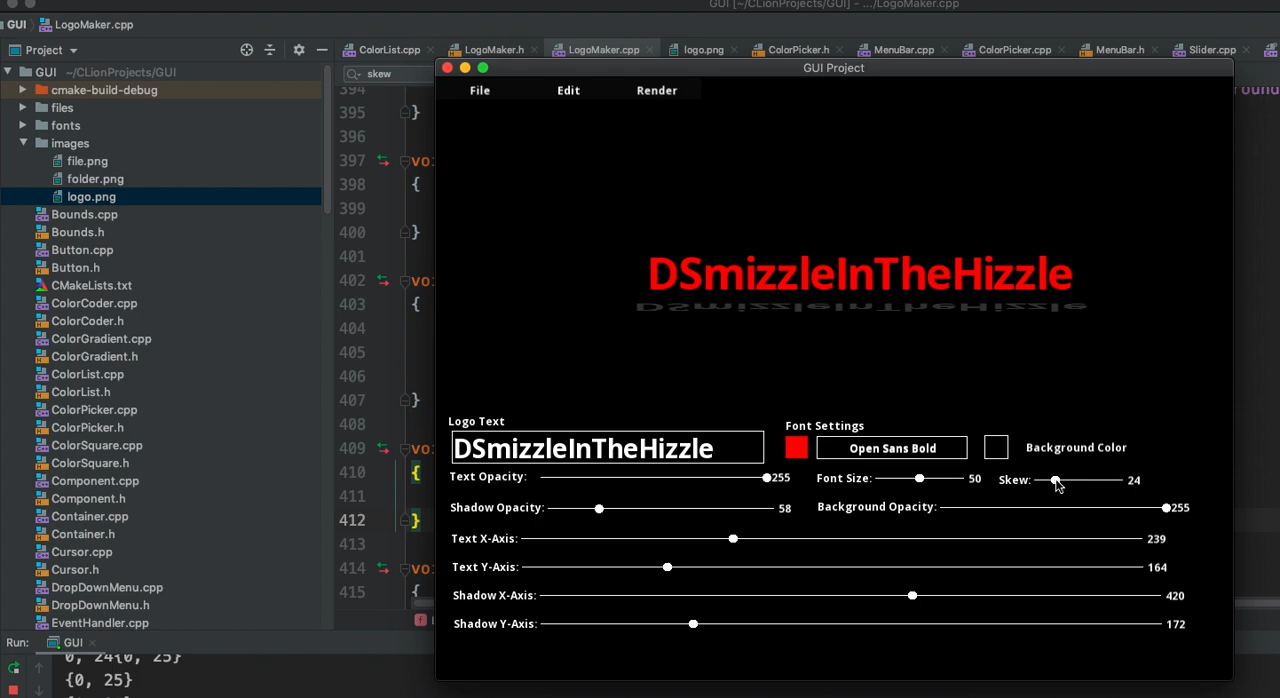 GUI [~/CLionProjects/GUI] - .../LogoMaker.cpp
GUI LogoMaker.cpp
Project
ColorList.cpp LogoMaker.h LogoMaker.cpp logo.png ColorPicker.h MenuBar.cpp ColorPicker.cpp MenuBar.h Slider.cpp
GUI ~/CLionProjects/GUI
cmake-build-debug
files
fonts
images
file.png
folder.png
logo.png
Bounds.cpp
Bounds.h
Button.cpp
Button.h
CMakeLists.txt
ColorCoder.cpp
ColorCoder.h
ColorGradient.cpp
ColorGradient.h
ColorList.cpp
ColorList.h
ColorPicker.cpp
ColorPicker.h
ColorSquare.cpp
ColorSquare.h
Component.cpp
Component.h
Container.cpp
Container.h
Cursor.cpp
Cursor.h
DropDownMenu.cpp
DropDownMenu.h
EventHandler.cpp
skew
394
395 }
396
397 voi
398 {
399
400 }
401
402 voi
403 {
404
405
406
407 }
408
409 voi
410 {
411
412 }
413
414 voi
415 {
GUI Project
File Edit Render
DSmizzleInTheHizzle
DSmizzleInTheHizzle
Logo Text
DSmizzleInTheHizzle
Font Settings
Open Sans Bold
Background Color
Text Opacity: 255
Font Size: 50
Skew: 24
Shadow Opacity: 58
Background Opacity: 255
Text X-Axis: 239
Text Y-Axis: 164
Shadow X-Axis: 420
Shadow Y-Axis: 172
Run: GUI
0, 24{0, 25}
{0, 25}